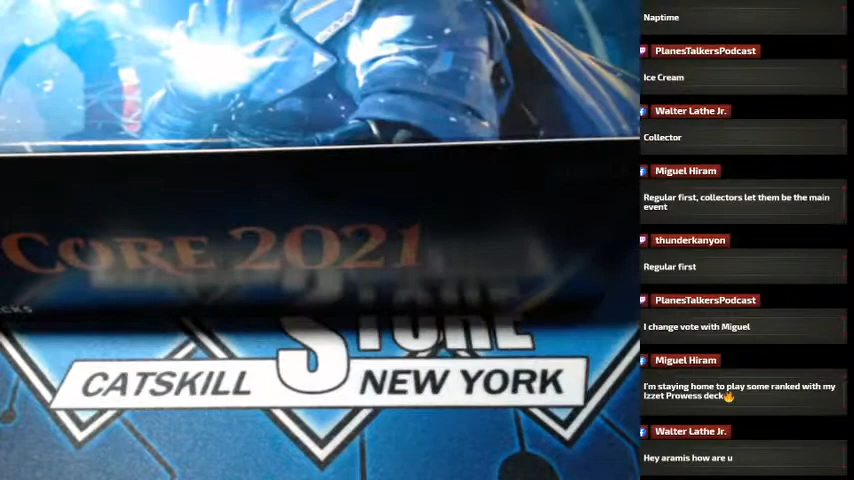 CORE 2021
STORE
CATSKILL NEW YORK
Naptime
PlanesTalkersPodcast
Ice Cream
Walter Lathe Jr.
Collector
Miguel Hiram
Regular first, collectors let them be the main
event
thunderkanyon
Regular first
PlanesTalkersPodcast
I change vote with Miguel
Miguel Hiram
I'm staying home to play some ranked with my
Izzet Prowess deck🔥
Walter Lathe Jr.
Hey aramis how are u